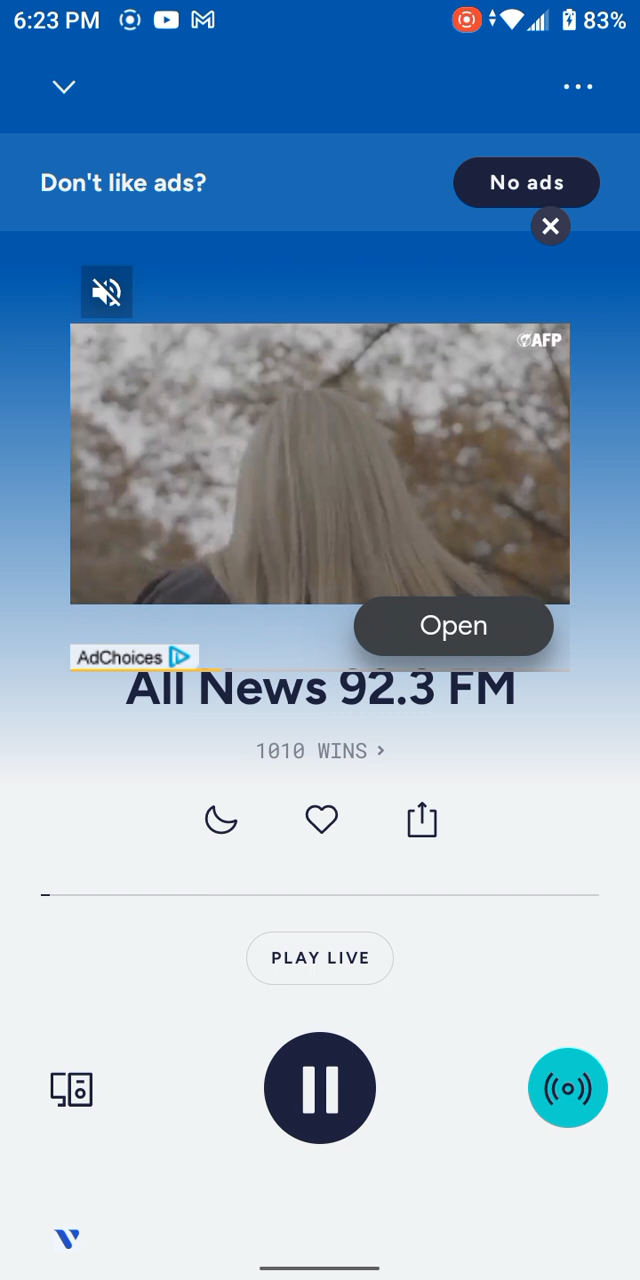 6:23 PM
83%
Don't like ads?
No ads
AFP
Open
AdChoices
All News 92.3 FM
1010 WINS
PLAY LIVE